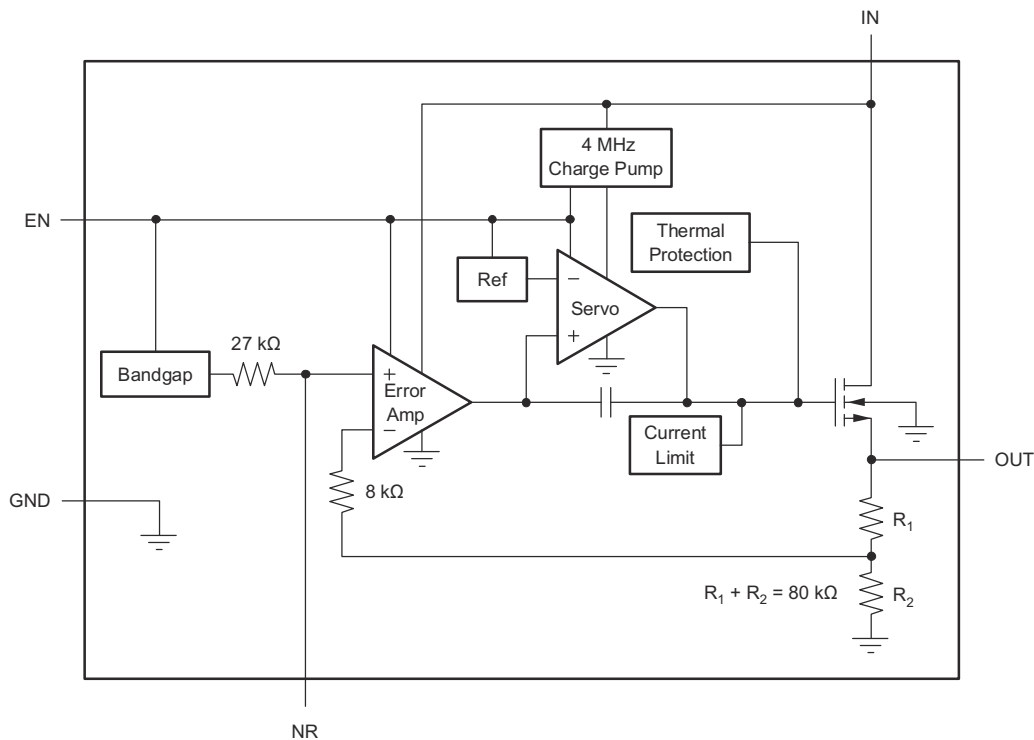 IN
4 MHz
Charge Pump
EN
Thermal
Protection
Ref
−
Servo
+
27 kΩ
Bandgap
+
Error
Amp
−
Current
Limit
OUT
8 kΩ
GND
R1
R1 + R2 = 80 kΩ
R2
NR